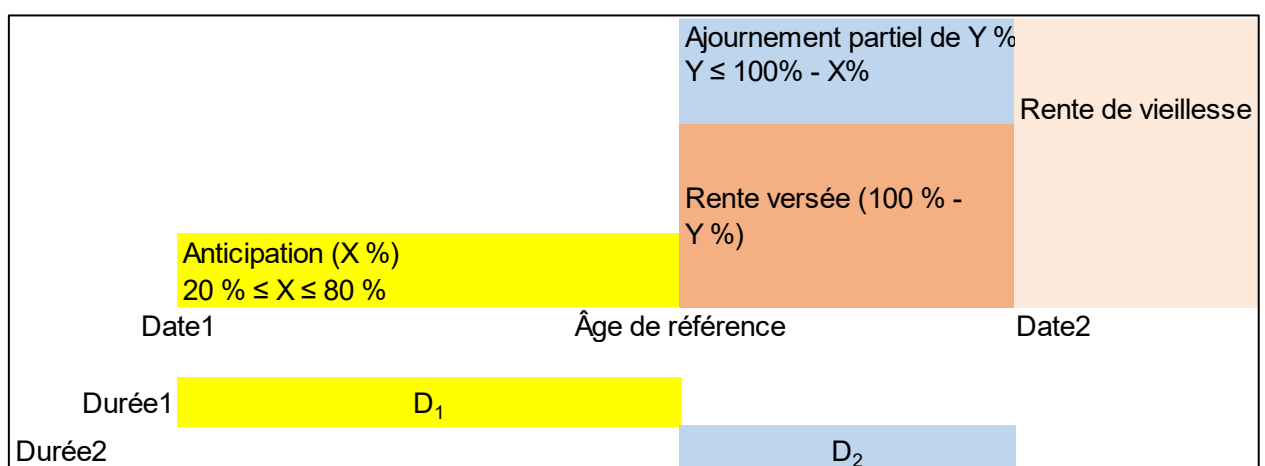 Ajournement partiel de Y %
Y ≤ 100% - X%
Rente de vieillesse
Rente versée (100 % -
Y %)
Anticipation (X %)
20 % ≤ X ≤ 80 %
Date1
Âge de référence
Date2
Durée1
D₁
Durée2
D₂